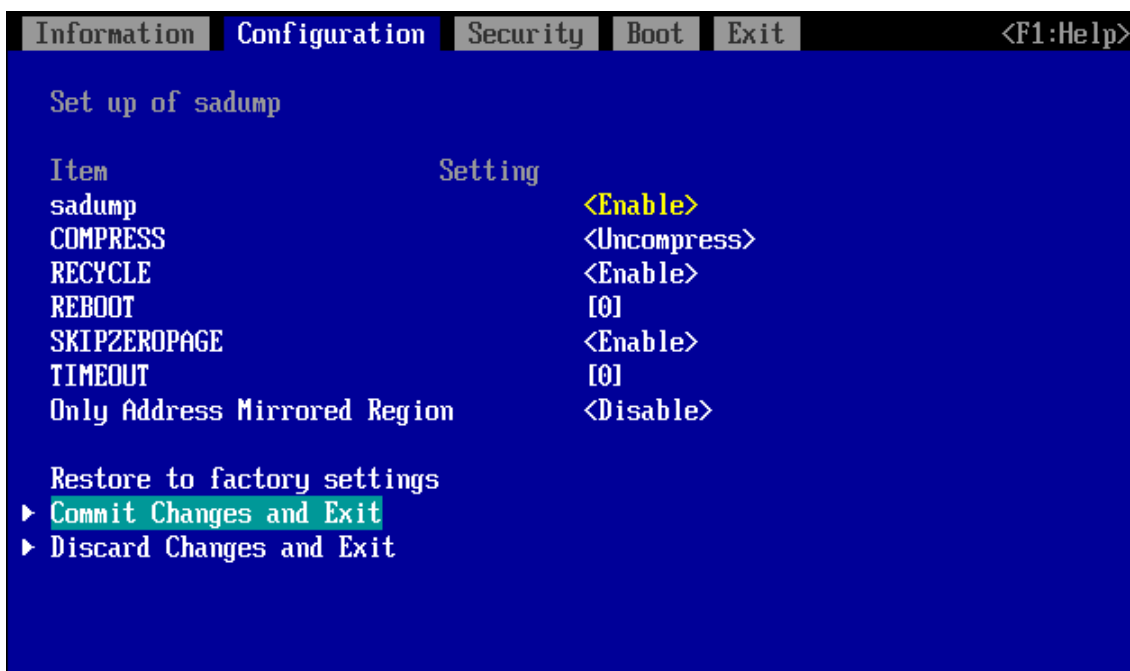 Information Configuration Security Boot Exit <F1:Help>
Set up of sadump
Item Setting
sadump <Enable>
COMPRESS <Uncompress>
RECYCLE <Enable>
REBOOT [0]
SKIPZEROPAGE <Enable>
TIMEOUT [0]
Only Address Mirrored Region <Disable>
Restore to factory settings
Commit Changes and Exit
Discard Changes and Exit